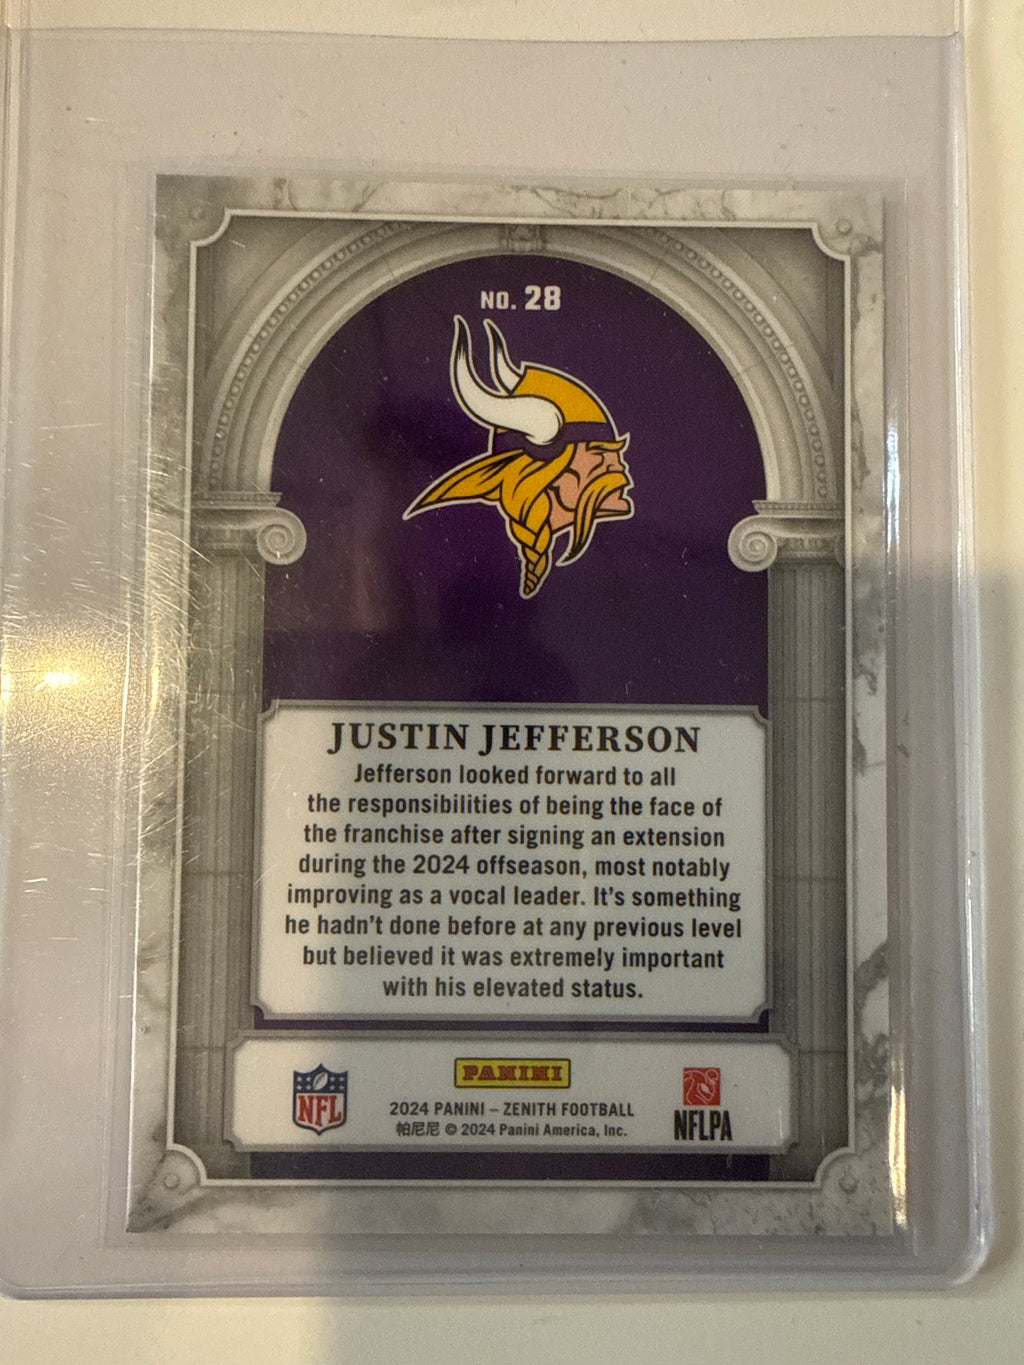 NO. 28
JUSTIN JEFFERSON
Jefferson looked forward to all
the responsibilities of being the face of
the franchise after signing an extension
during the 2024 offseason, most notably
improving as a vocal leader. It's something
he hadn't done before at any previous level
but believed it was extremely important
with his elevated status.
NFL
PANINI
2024 PANINI – ZENITH FOOTBALL
帕尼尼 © 2024 Panini America, Inc.
NFLPA